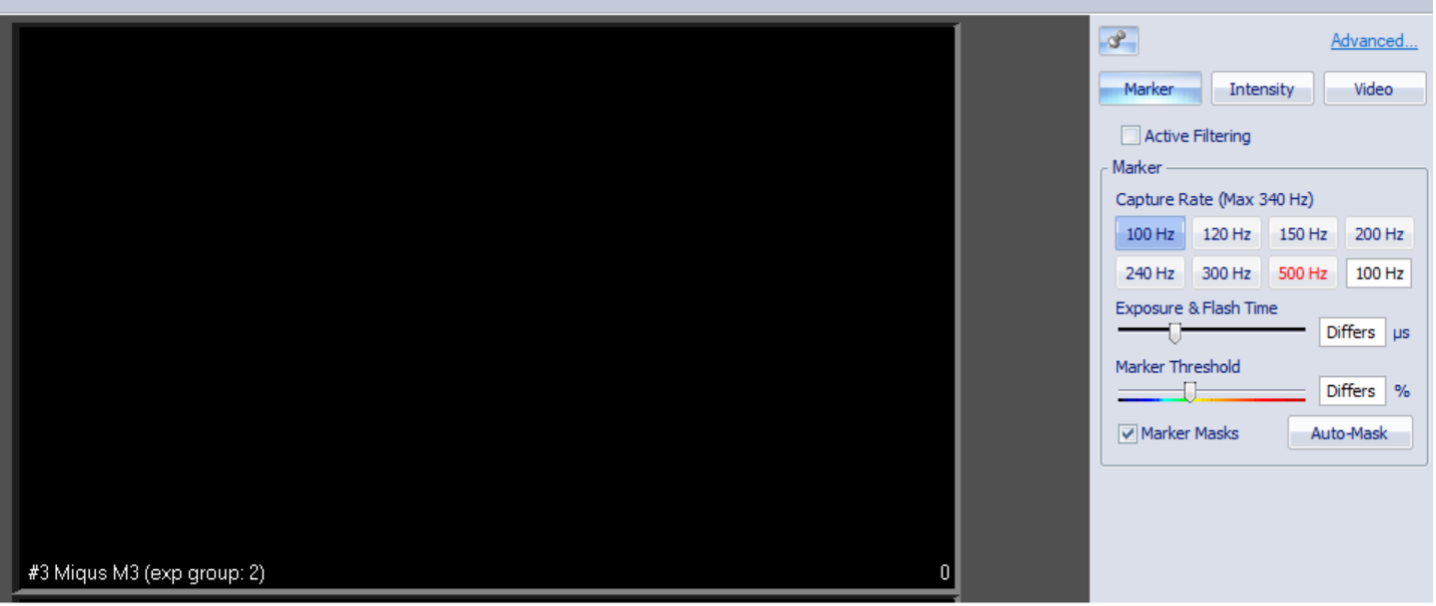 Advanced...
Marker Intensity Video
Active Filtering
Marker
Capture Rate (Max 340 Hz)
100 Hz 120 Hz 150 Hz 200 Hz
240 Hz 300 Hz 500 Hz 100 Hz
Exposure & Flash Time
Differs µs
Marker Threshold
Differs %
Marker Masks Auto-Mask
#3 Miqus M3 (exp group: 2) 0